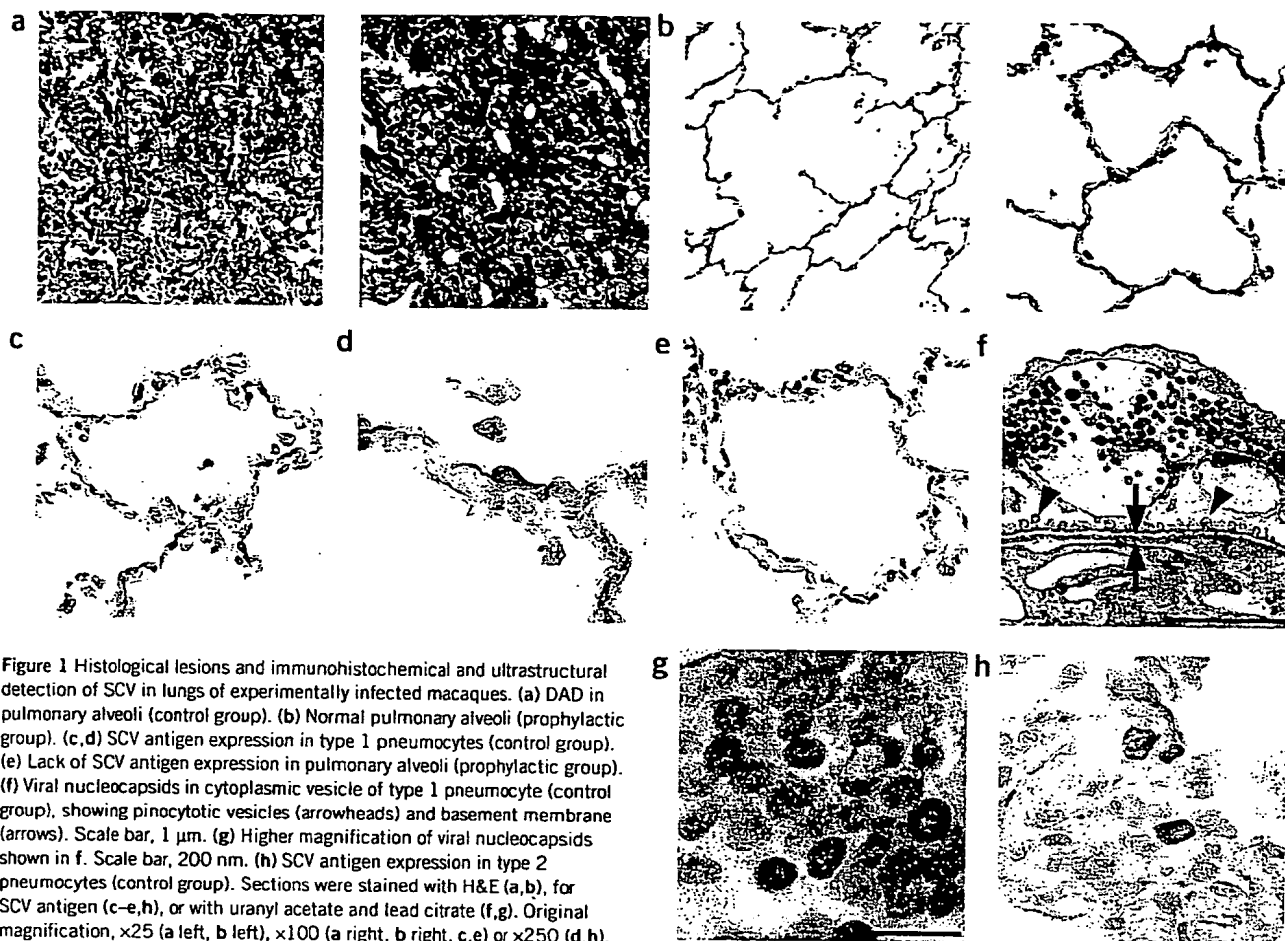 a
b
c
d
e
f
g
h
Figure 1 Histological lesions and immunohistochemical and ultrastructural
detection of SCV in lungs of experimentally infected macaques. (a) DAD in
pulmonary alveoli (control group). (b) Normal pulmonary alveoli (prophylactic
group). (c,d) SCV antigen expression in type 1 pneumocytes (control group).
(e) Lack of SCV antigen expression in pulmonary alveoli (prophylactic group).
(f) Viral nucleocapsids in cytoplasmic vesicle of type 1 pneumocyte (control
group), showing pinocytotic vesicles (arrowheads) and basement membrane
(arrows). Scale bar, 1 μm. (g) Higher magnification of viral nucleocapsids
shown in f. Scale bar, 200 nm. (h) SCV antigen expression in type 2
pneumocytes (control group). Sections were stained with H&E (a,b), for
SCV antigen (c–e,h), or with uranyl acetate and lead citrate (f,g). Original
magnification, x25 (a left, b left), x100 (a right, b right, c,e) or x250 (d,h)